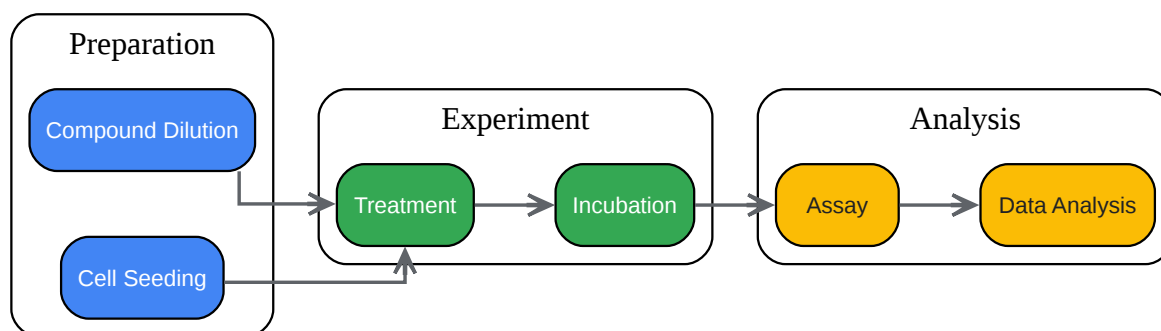 Preparation
Compound Dilution
Cell Seeding
Experiment
Treatment
Incubation
Analysis
Assay
Data Analysis